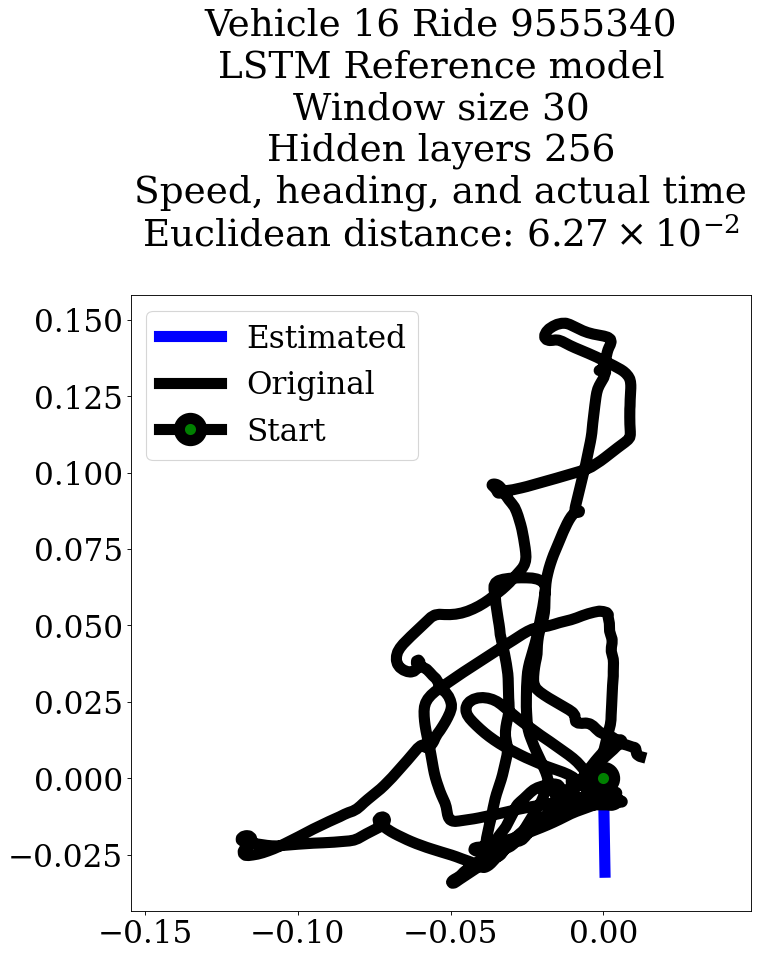 Vehicle 16 Ride 9555340
LSTM Reference model
Window size 30
Hidden layers 256
Speed, heading, and actual time
Euclidean distance: 6.27 × 10⁻²
Estimated
Original
Start
0.150
0.125
0.100
0.075
0.050
0.025
0.000
−0.025
−0.15
−0.10
−0.05
0.00